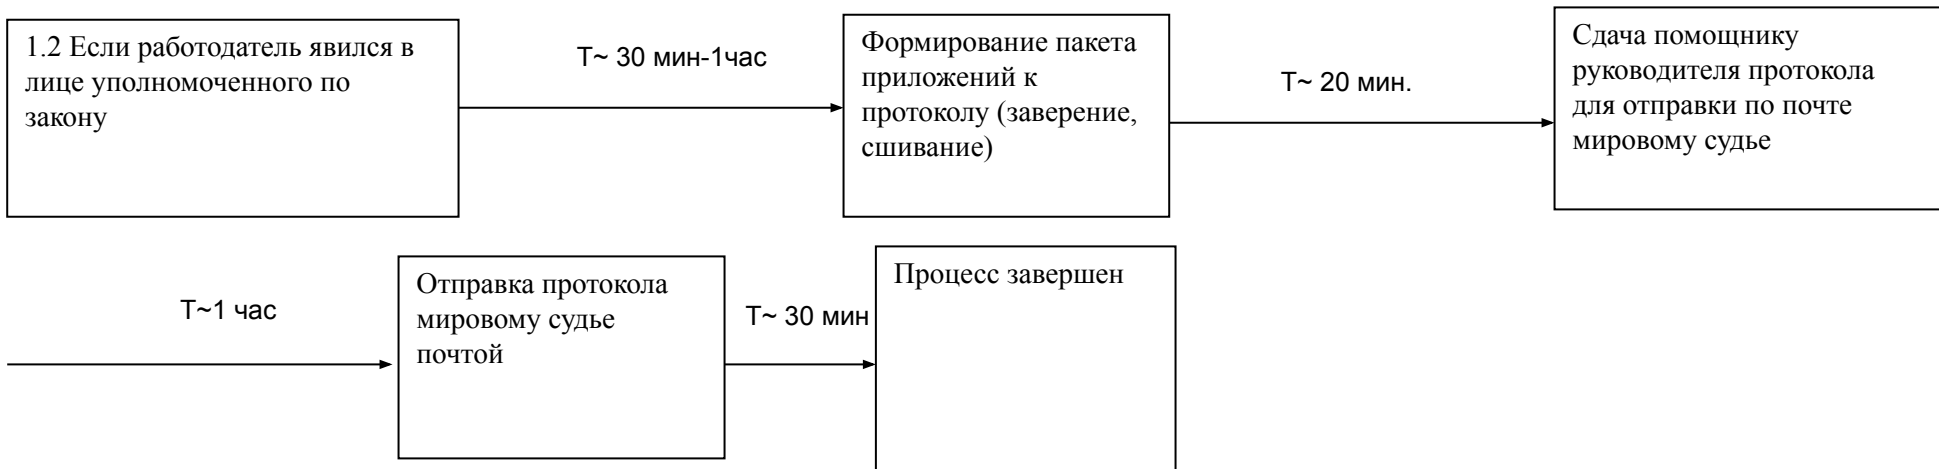 1.2 Если работодатель явился в
лице уполномоченного по
закону
Т~ 30 мин-1час
Формирование пакета
приложений к
протоколу (заверение,
сшивание)
Т~ 20 мин.
Сдача помощнику
руководителя протокола
для отправки по почте
мировому судье
Т~1 час
Отправка протокола
мировому судье
почтой
Т~ 30 мин
Процесс завершен